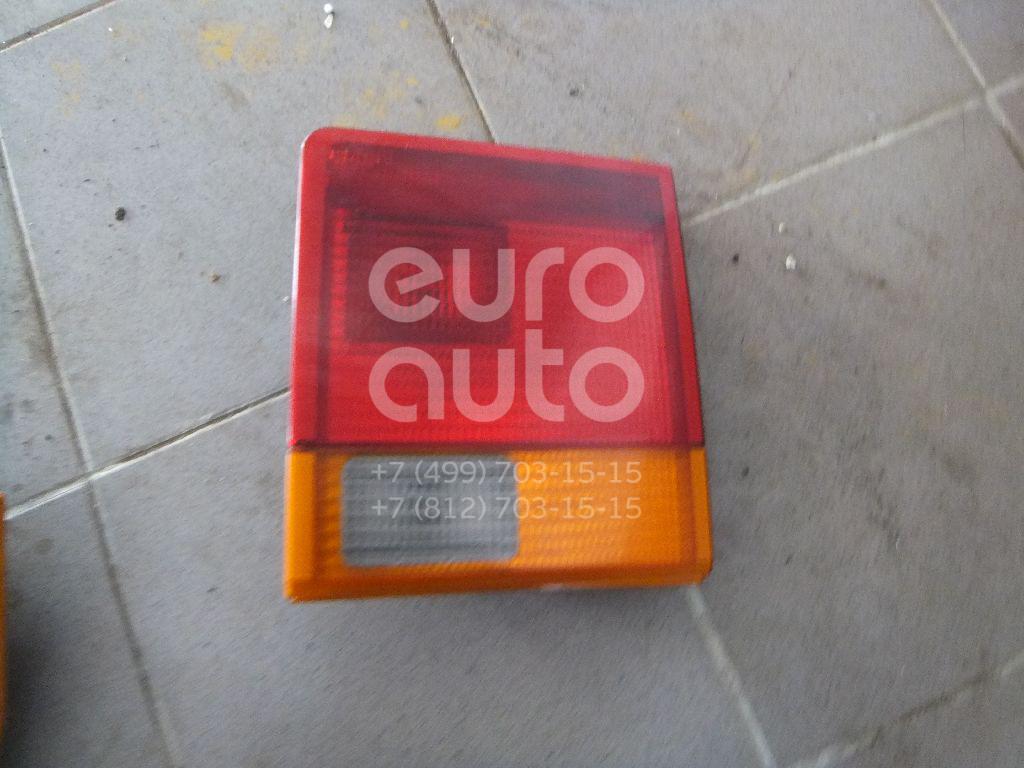 euro
auto
+7 (499) 703-15-15
+7 (812) 703-15-15